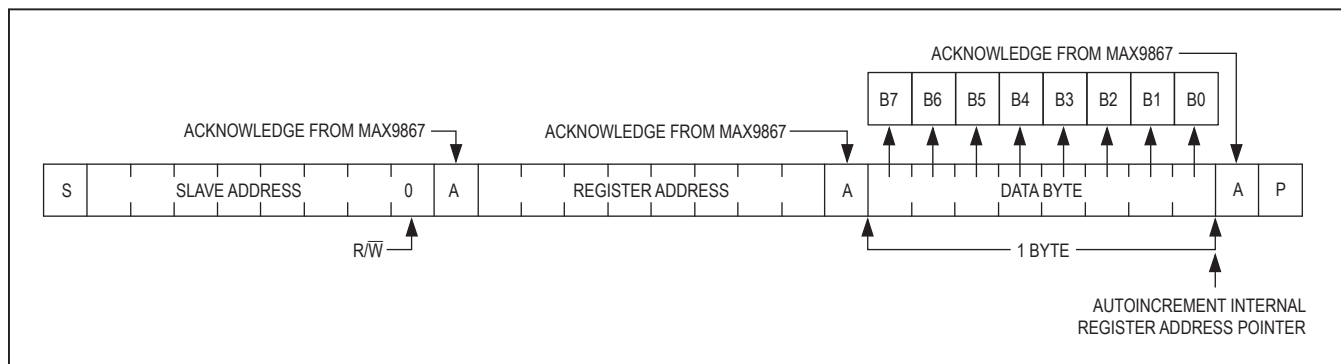 ACKNOWLEDGE FROM MAX9867
B7 B6 B5 B4 B3 B2 B1 B0
ACKNOWLEDGE FROM MAX9867 ACKNOWLEDGE FROM MAX9867
S SLAVE ADDRESS 0 A REGISTER ADDRESS A DATA BYTE A P
R/W̅ 1 BYTE
AUTOINCREMENT INTERNAL
REGISTER ADDRESS POINTER